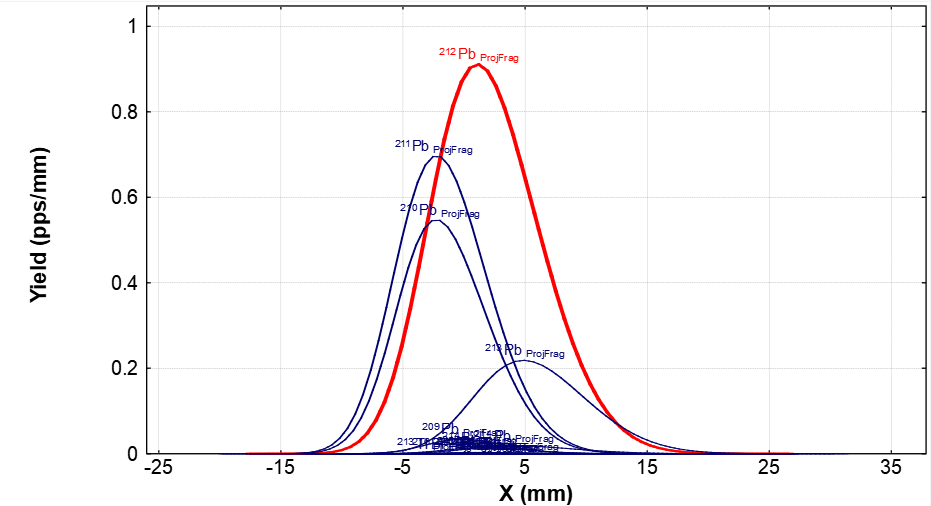 1
²¹²Pb ProjFrag
0.8
²¹¹Pb ProjFrag
0.6
²¹⁰Pb ProjFrag
Yield (pps/mm)
0.4
²¹³Pb ProjFrag
0.2
²⁰⁹Pb ProjFrag
0
-25 -15 -5 5 15 25 35
X (mm)